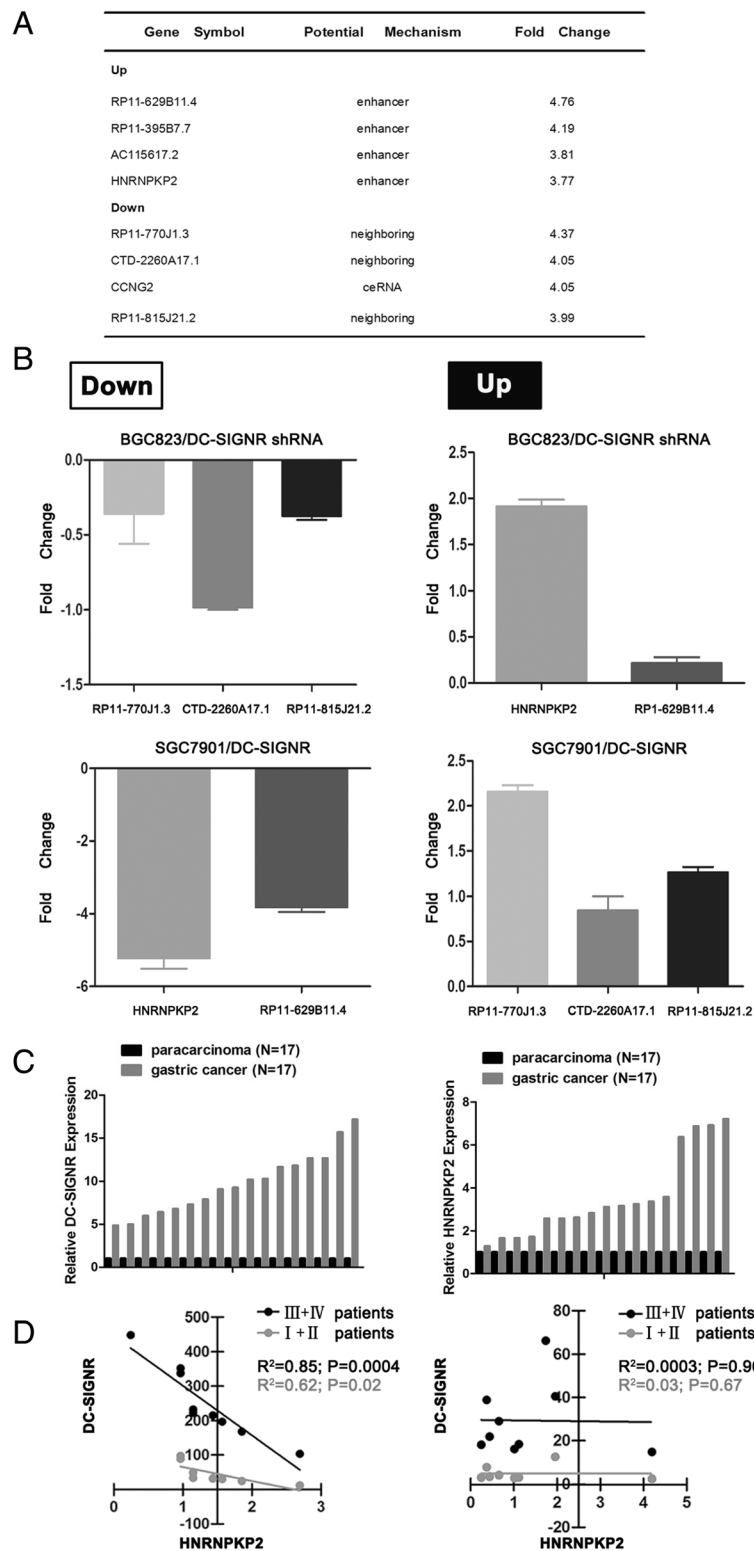 A
Gene Symbol Potential Mechanism Fold Change
Up
RP11-629B11.4 enhancer 4.76
RP11-395B7.7 enhancer 4.19
AC115617.2 enhancer 3.81
HNRNPKP2 enhancer 3.77
Down
RP11-770J1.3 neighboring 4.37
CTD-2260A17.1 neighboring 4.05
CCNG2 ceRNA 4.05
RP11-815J21.2 neighboring 3.99
B
Down
BGC823/DC-SIGNR shRNA
Fold Change
0.0
-0.5
-1.0
-1.5
RP11-770J1.3 CTD-2260A17.1 RP11-815J21.2
Up
BGC823/DC-SIGNR shRNA
Fold Change
2.5
2.0
1.5
1.0
0.5
0.0
HNRNPKP2 RP1-629B11.4
SGC7901/DC-SIGNR
Fold Change
0
-2
-4
-6
HNRNPKP2 RP11-629B11.4
SGC7901/DC-SIGNR
Fold Change
2.5
2.0
1.5
1.0
0.5
0.0
RP11-770J1.3 CTD-2260A17.1 RP11-815J21.2
C
paracarcinoma (N=17)
gastric cancer (N=17)
Relative DC-SIGNR Expression
20
15
10
5
0
paracarcinoma (N=17)
gastric cancer (N=17)
Relative HNRNPKP2 Expression
8
6
4
2
0
D
III+IV patients
I+II patients
R²=0.85; P=0.0004
R²=0.62; P=0.02
DC-SIGNR
500
400
300
200
100
-100
0 1 2 3
HNRNPKP2
III+IV patients
I+II patients
R²=0.0003; P=0.96
R²=0.03; P=0.67
DC-SIGNR
80
60
40
20
0
-20
0 1 2 3 4 5
HNRNPKP2